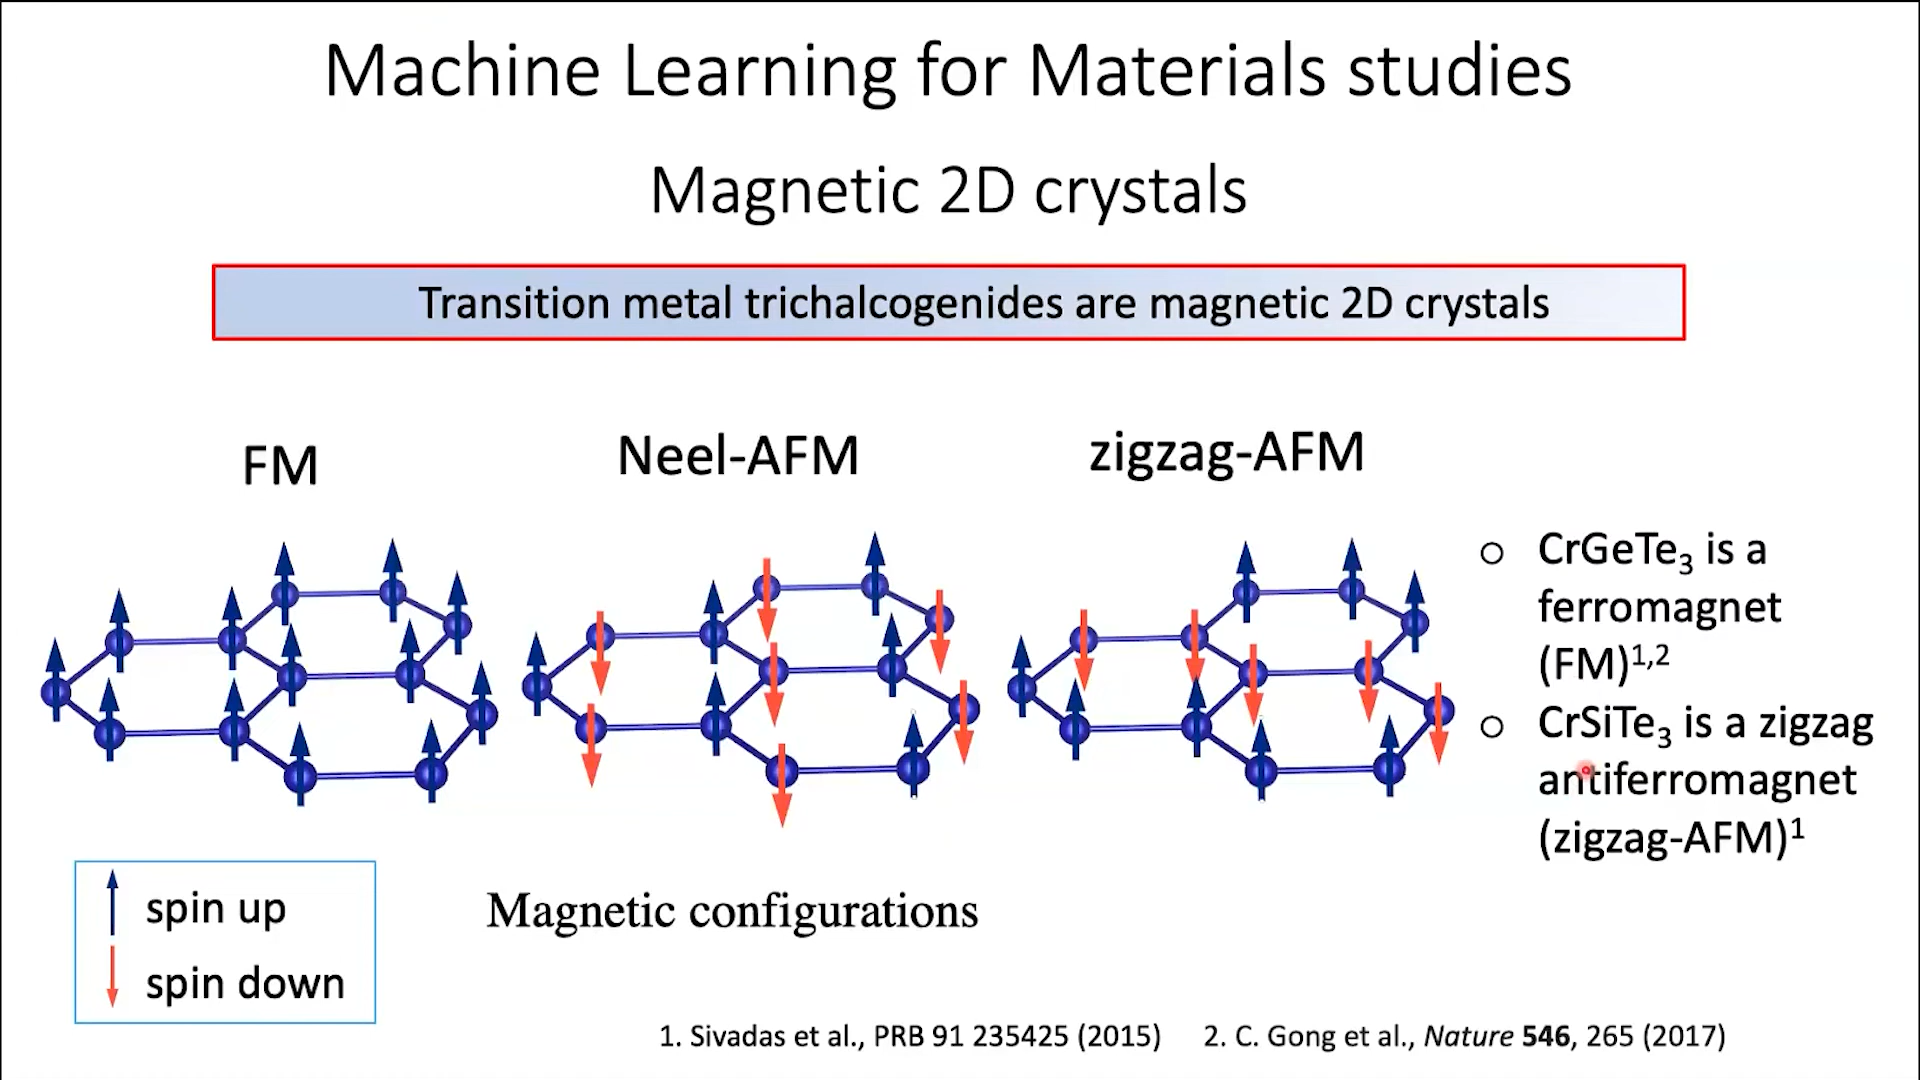 Machine Learning for Materials studies
Magnetic 2D crystals
Transition metal trichalcogenides are magnetic 2D crystals
FM
Neel-AFM
zigzag-AFM
○ CrGeTe₃ is a
ferromagnet
(FM)¹,²
○ CrSiTe₃ is a zigzag
antiferromagnet
(zigzag-AFM)¹
spin up
spin down
Magnetic configurations
1. Sivadas et al., PRB 91 235425 (2015) 2. C. Gong et al., Nature 546, 265 (2017)